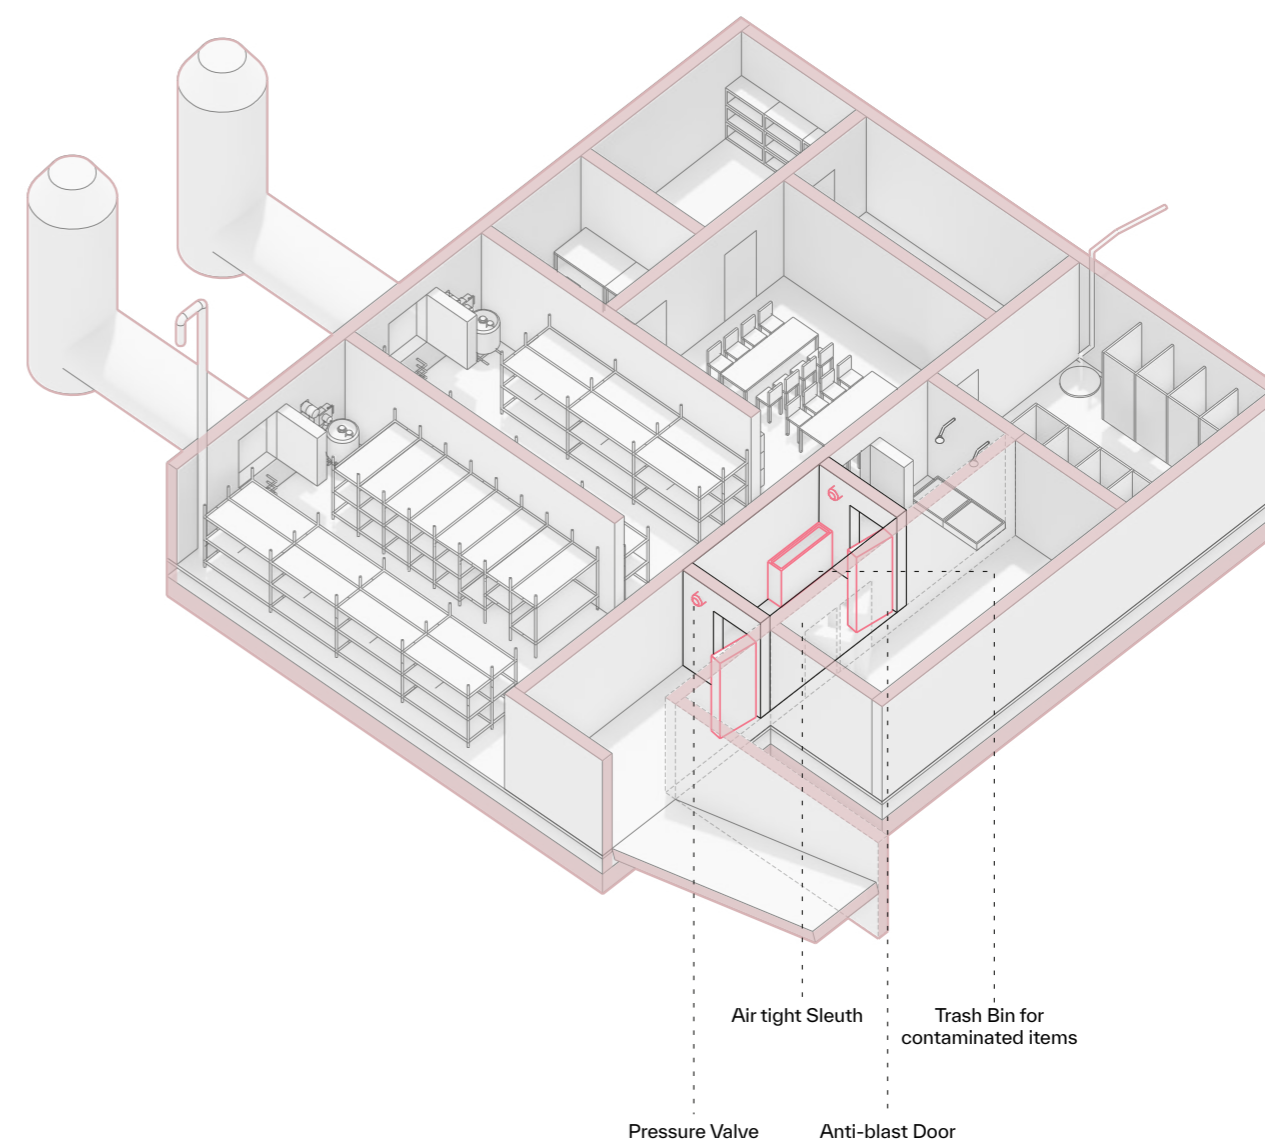 Air tight Sleuth
Trash Bin for
contaminated items
Pressure Valve
Anti-blast Door